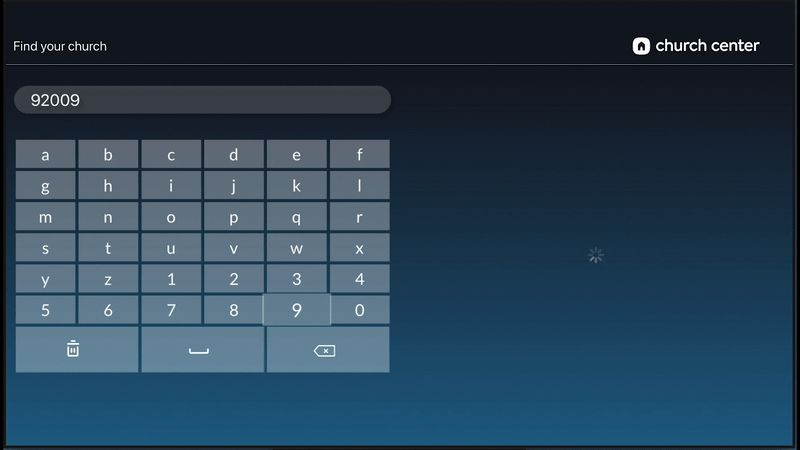 Find your church
church center
92009
a b c d e f
g h i j k l
m n o p q r
s t u v w x
y z 1 2 3 4
5 6 7 8 9 0